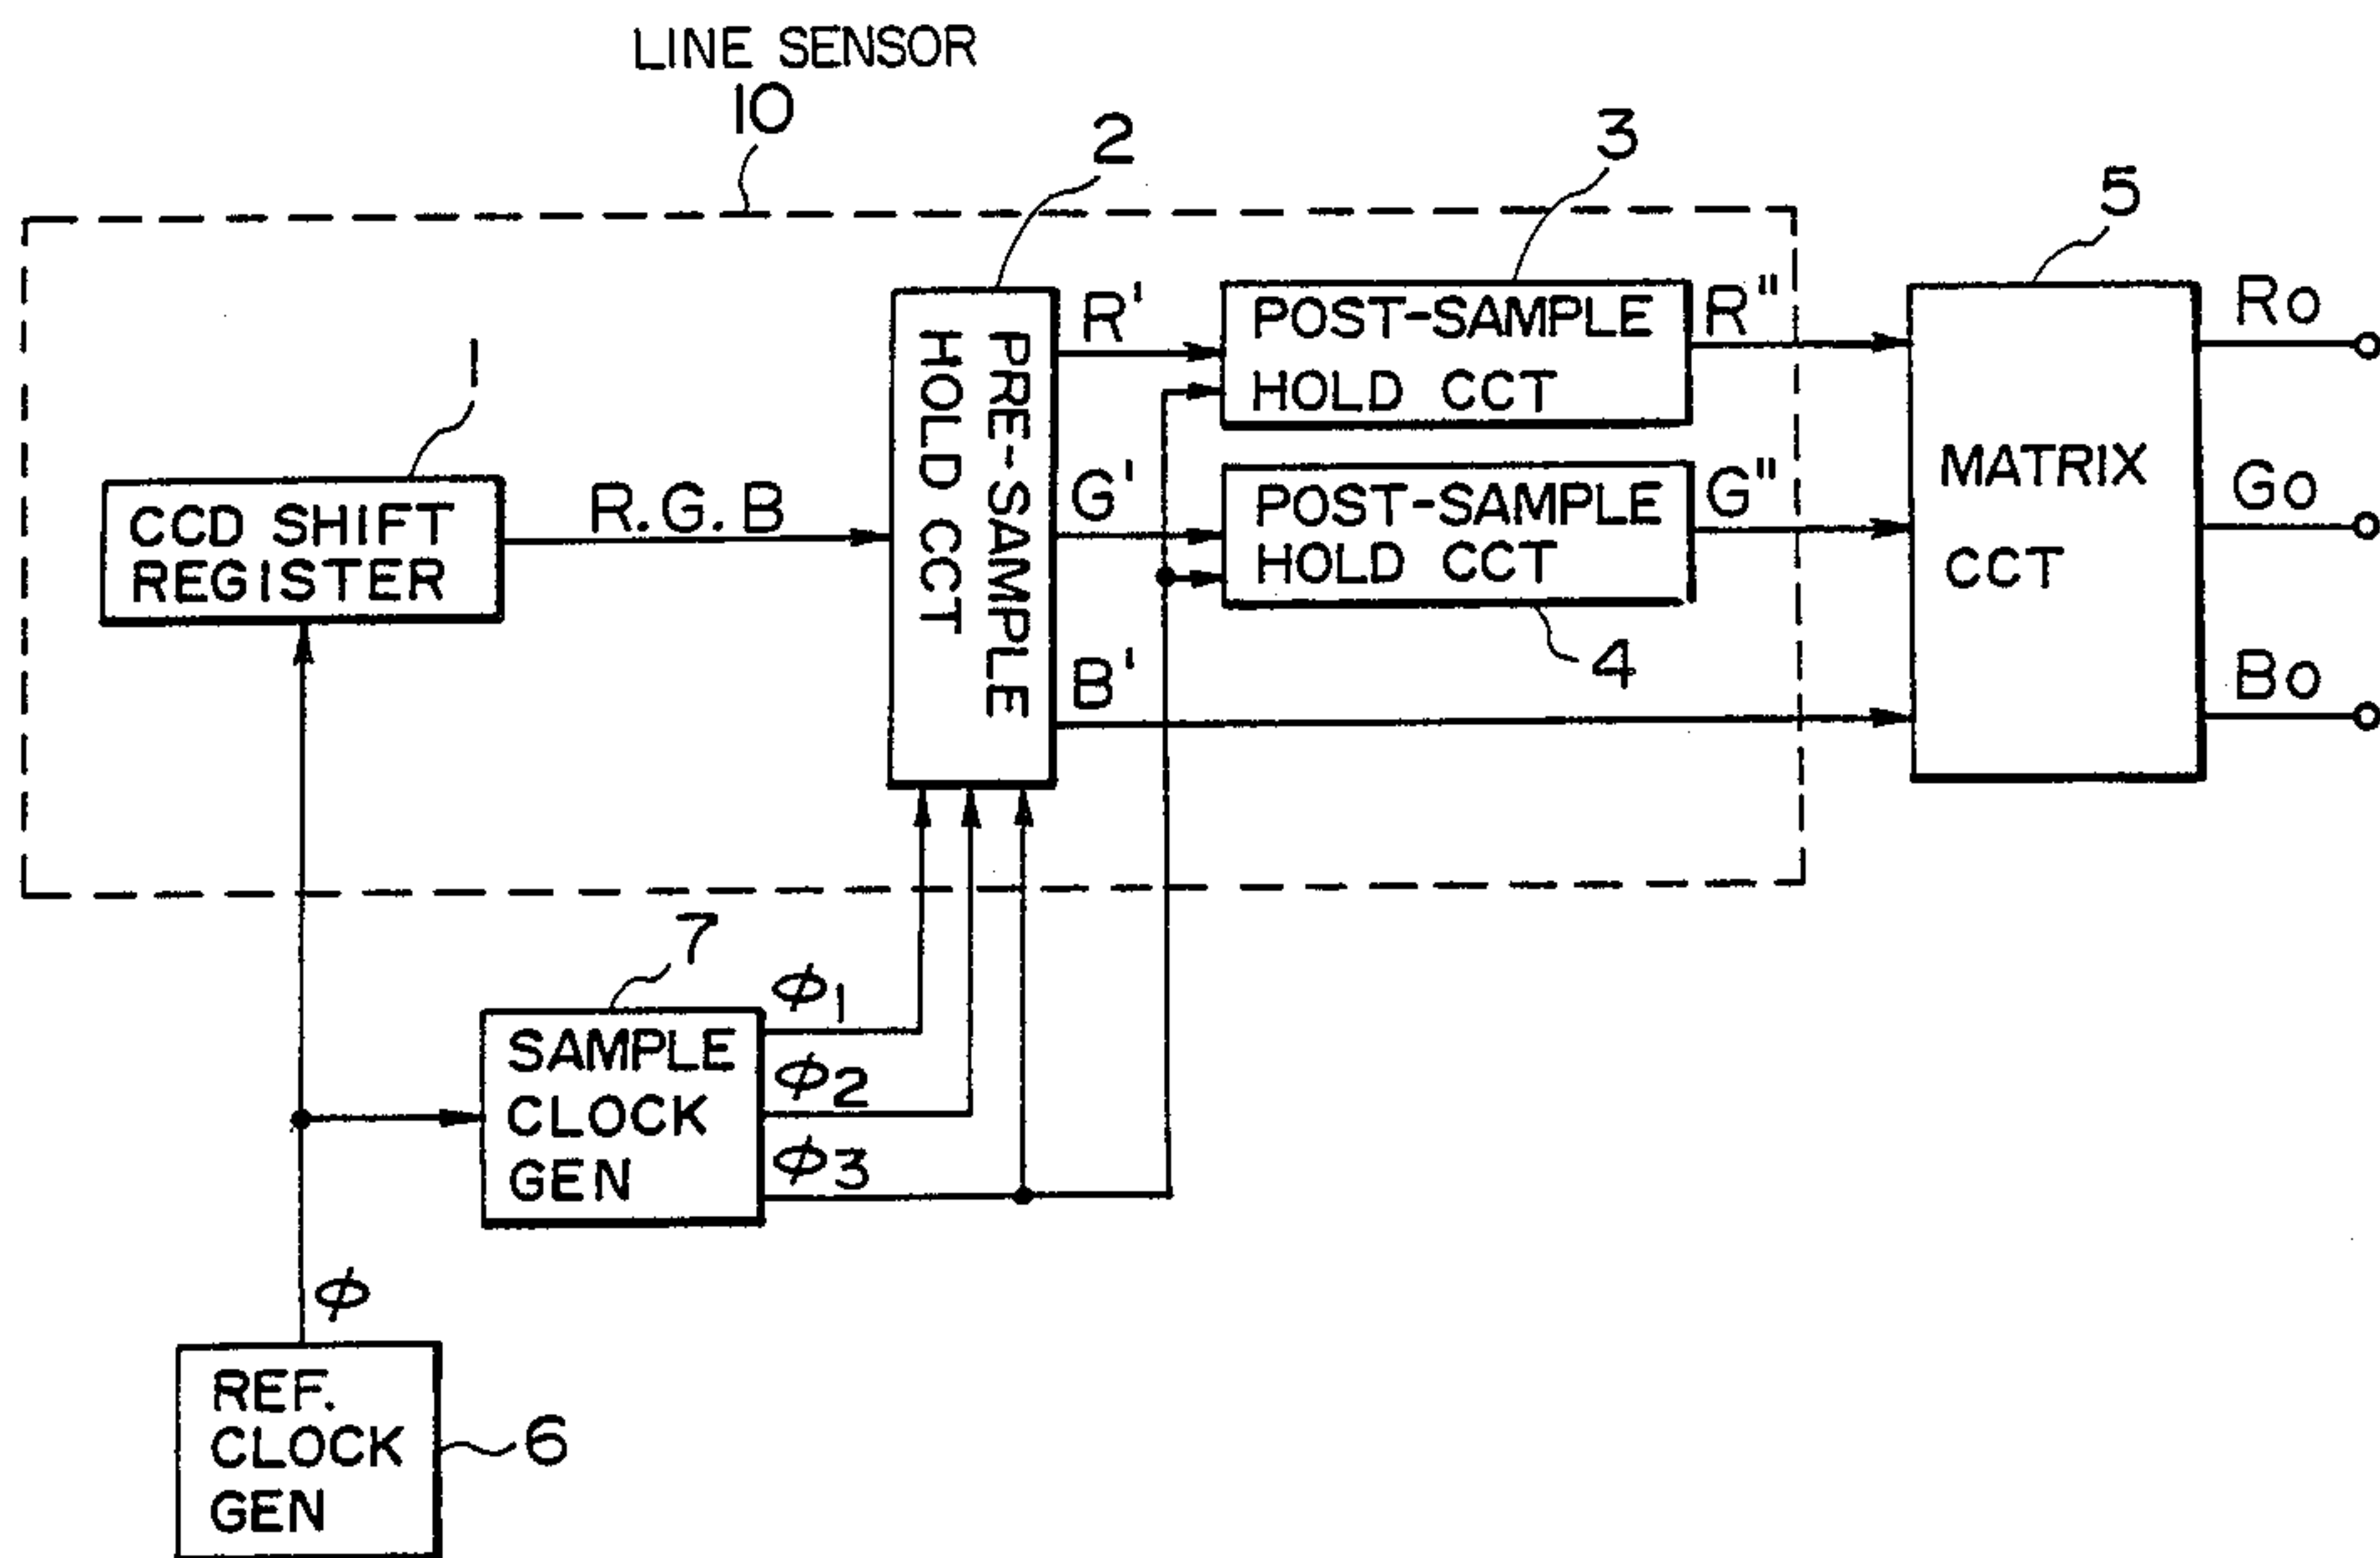 LINE SENSOR
10
2
3
5
1
R'
POST-SAMPLE
HOLD CCT
R"
Ro
CCD SHIFT
REGISTER
R.G.B
PRE-SAMPLE
HOLD CCT
G'
POST-SAMPLE
HOLD CCT
G"
MATRIX
CCT
Go
4
B'
Bo
7
SAMPLE
CLOCK
GEN
ϕ1
ϕ2
ϕ3
ϕ
REF.
CLOCK
GEN
6